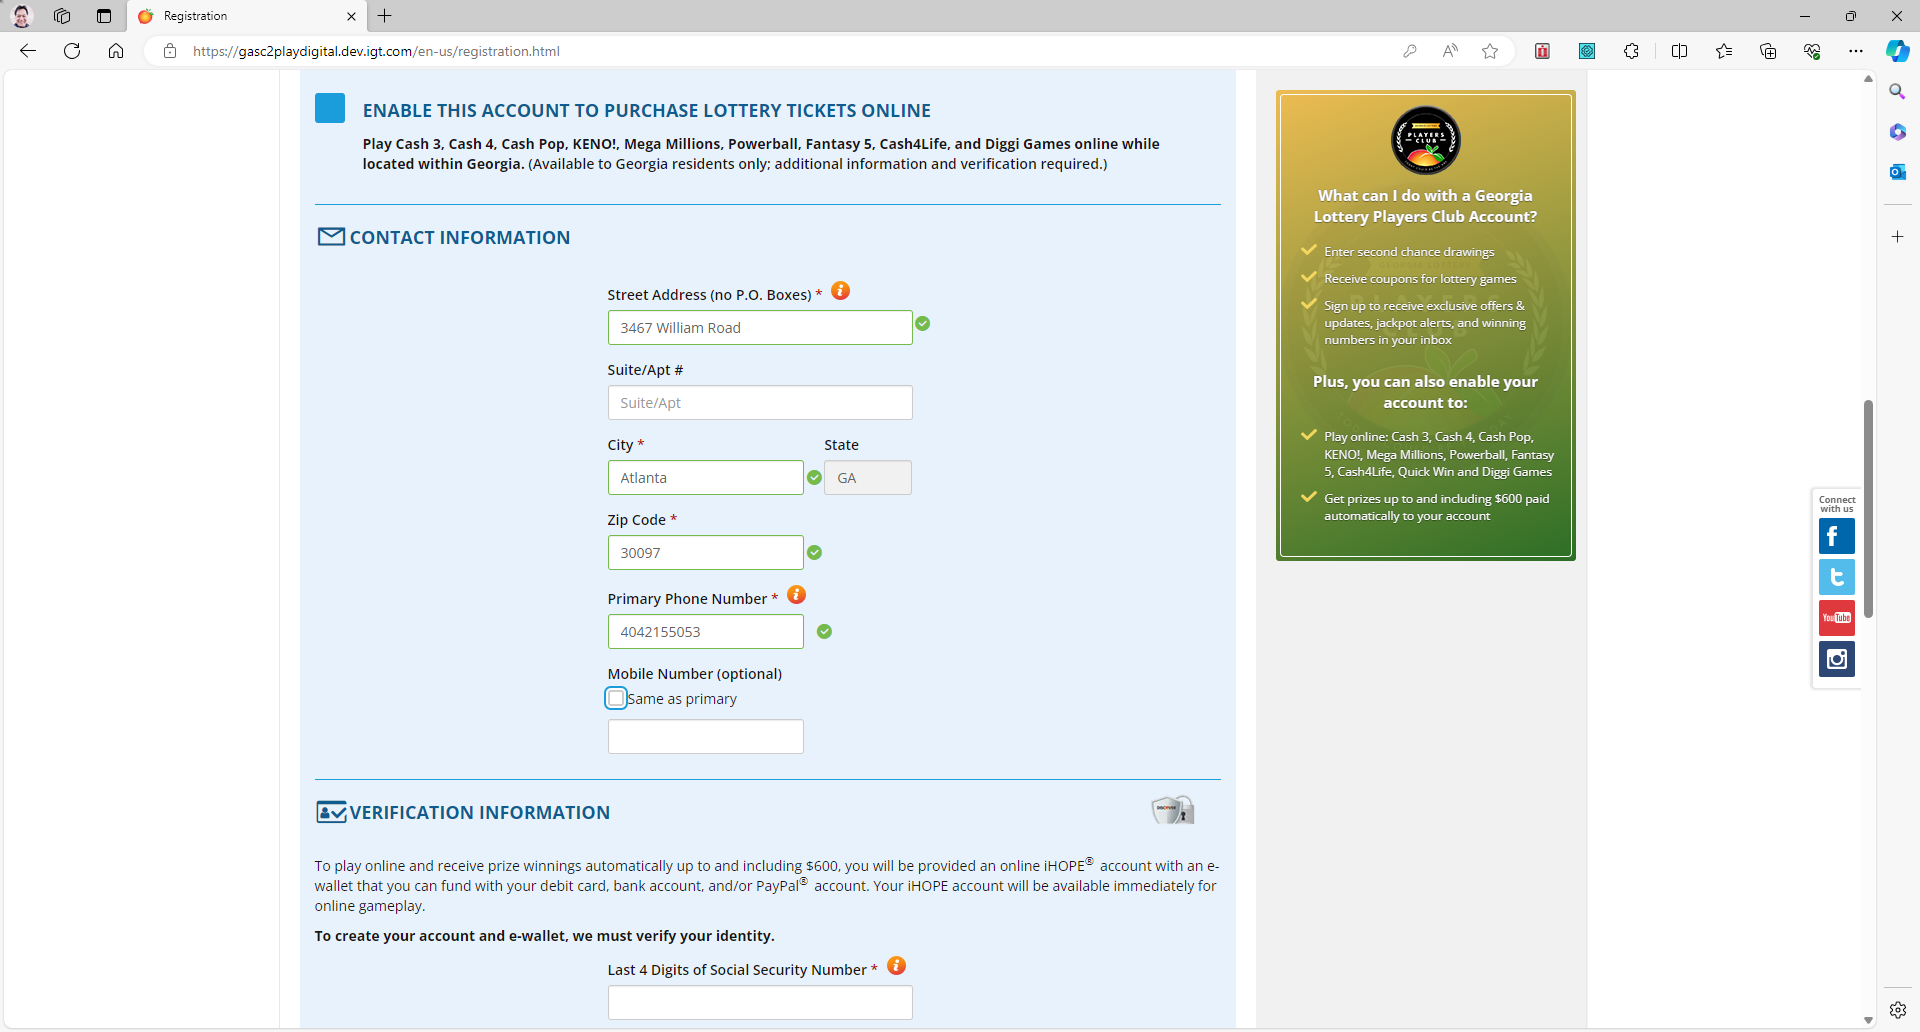 Registration
https://gasc2playdigital.dev.igt.com/en-us/registration.html
ENABLE THIS ACCOUNT TO PURCHASE LOTTERY TICKETS ONLINE
Play Cash 3, Cash 4, Cash Pop, KENO!, Mega Millions, Powerball, Fantasy 5, Cash4Life, and Diggi Games online while
located within Georgia. (Available to Georgia residents only; additional information and verification required.)
CONTACT INFORMATION
Street Address (no P.O. Boxes) *
3467 William Road
Suite/Apt #
Suite/Apt
City * State
Atlanta GA
Zip Code *
30097
Primary Phone Number *
4042155053
Mobile Number (optional)
Same as primary
VERIFICATION INFORMATION
To play online and receive prize winnings automatically up to and including $600, you will be provided an online iHOPE® account with an e-
wallet that you can fund with your debit card, bank account, and/or PayPal® account. Your iHOPE account will be available immediately for
online gameplay.
To create your account and e-wallet, we must verify your identity.
Last 4 Digits of Social Security Number *
PLAYERS
CLUB
What can I do with a Georgia
Lottery Players Club Account?
Enter second chance drawings
Receive coupons for lottery games
Sign up to receive exclusive offers &
updates, jackpot alerts, and winning
numbers in your inbox
Plus, you can also enable your
account to:
Play online: Cash 3, Cash 4, Cash Pop,
KENO!, Mega Millions, Powerball, Fantasy
5, Cash4Life, Quick Win and Diggi Games
Get prizes up to and including $600 paid
automatically to your account
Connect
with us
YouTube